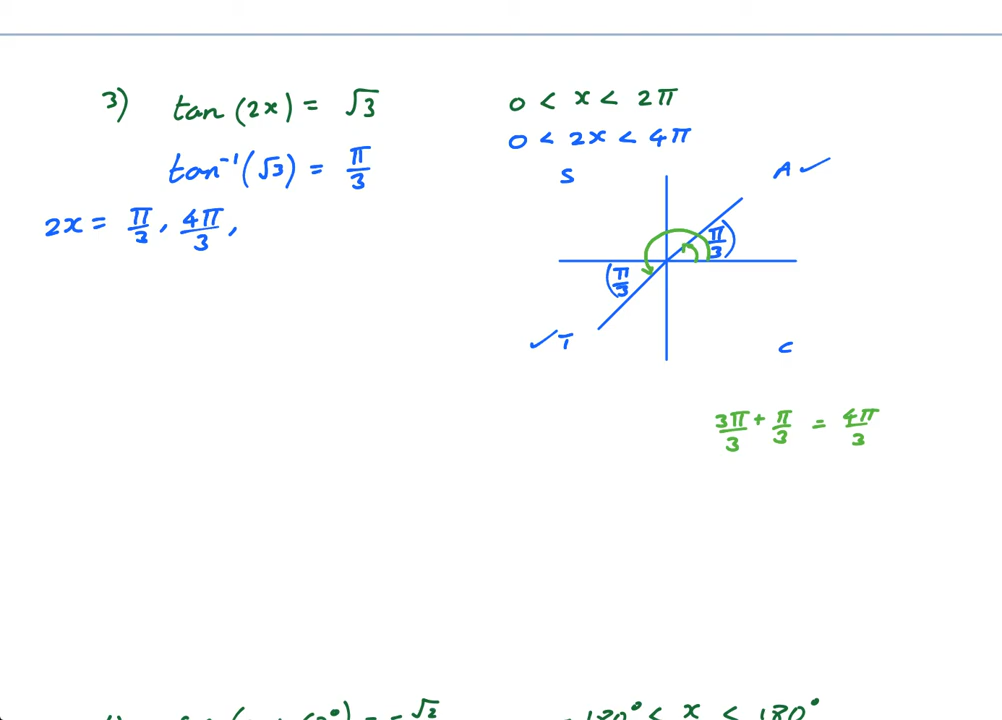 3) tan (2x) = √3 0 < x < 2π
0 < 2x < 4π
tan⁻¹(√3) = π/3
S A ✓
2x = π/3, 4π/3,
π/3
π/3
✓ T C
3π/3 + π/3 = 4π/3
< x < 180°